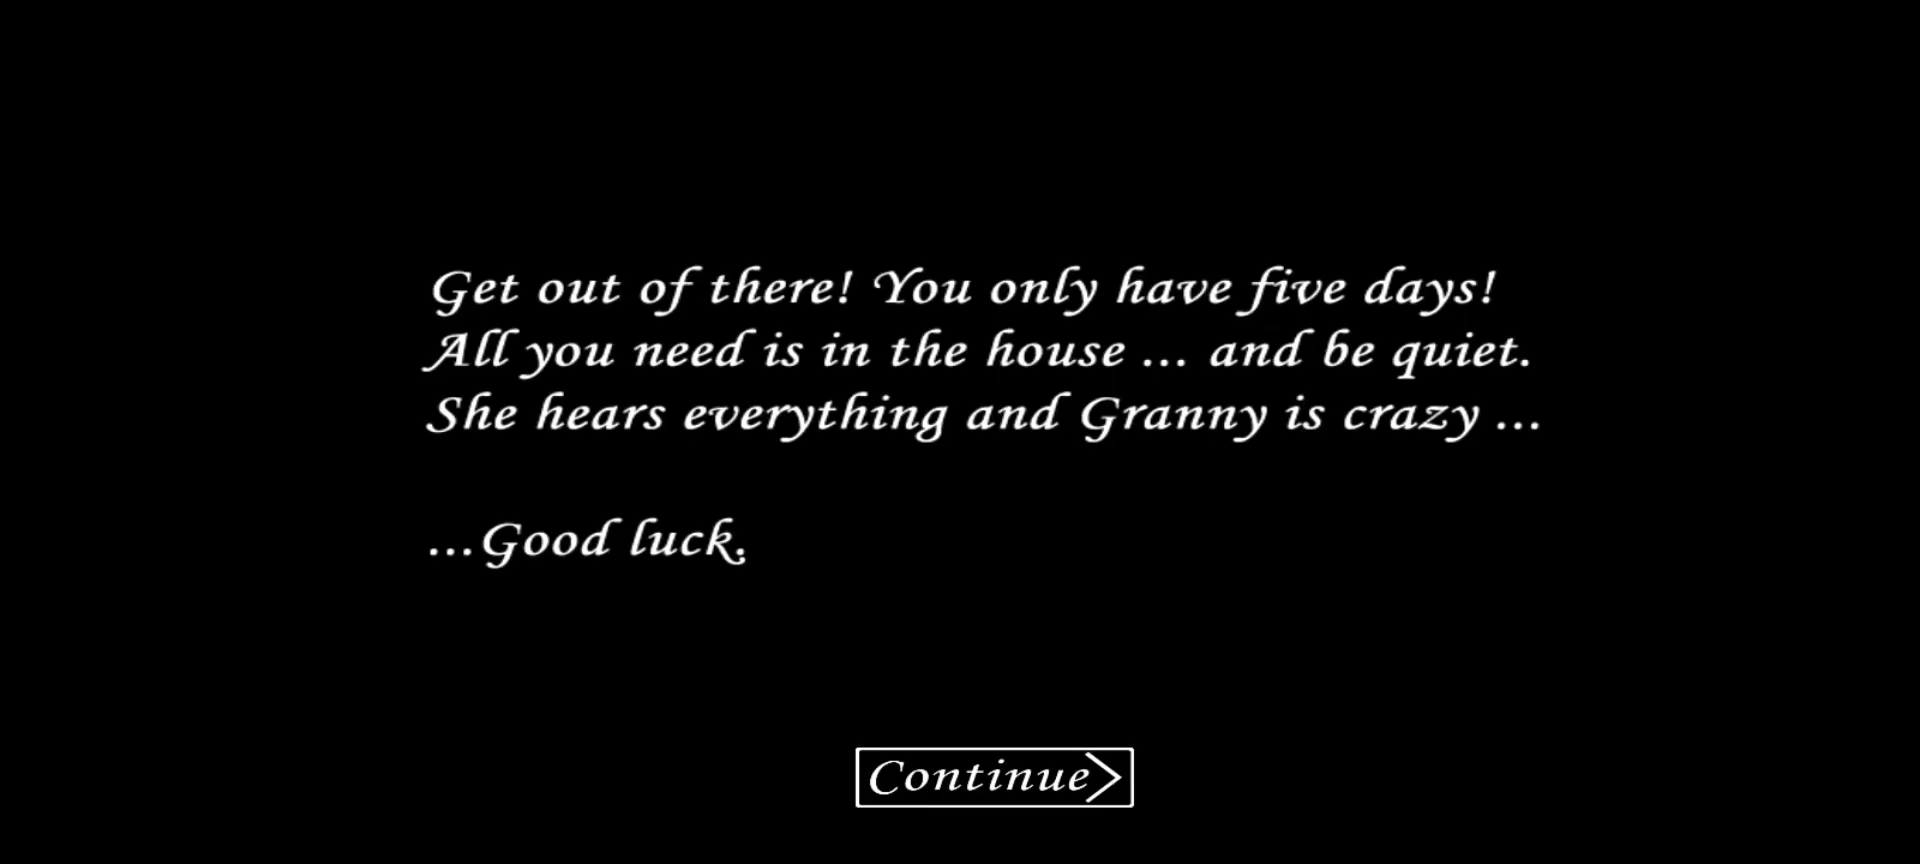 Get out of there! You only have five days!
All you need is in the house ... and be quiet.
She hears everything and Granny is crazy ...
...Good luck.
Continue>